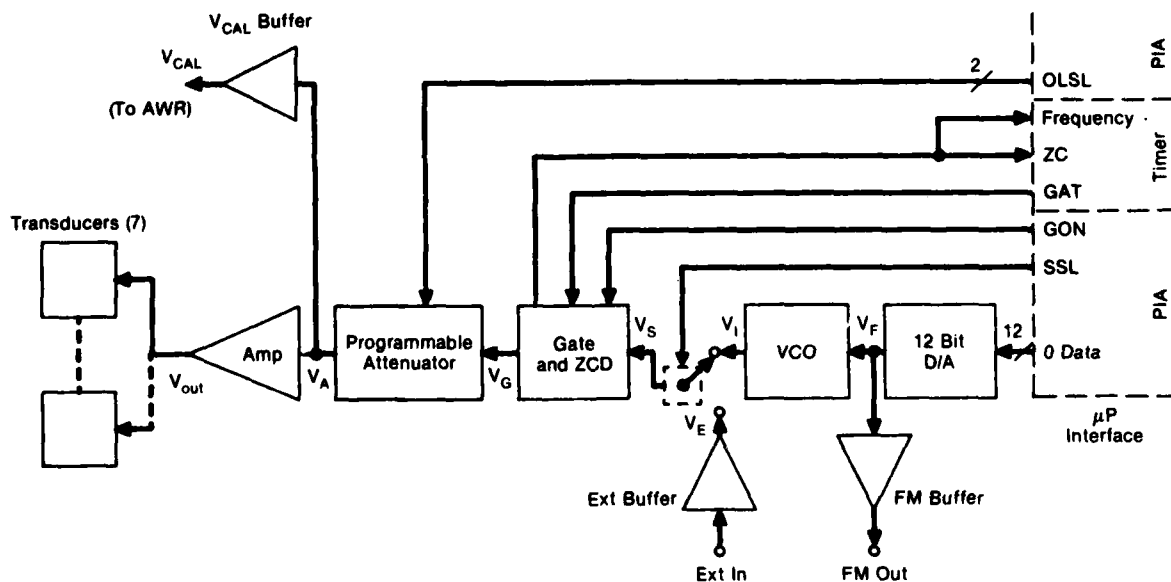 V_CAL Buffer
V_CAL
(To AWR)
2
OLSL
PIA
Frequency
ZC
GAT
Timer
Transducers (7)
GON
SSL
PIA
Amp
Programmable
Attenuator
Gate
and ZCD
V_S
V_I
VCO
V_F
12 Bit
D/A
12
0 Data
V_out
V_A
V_G
V_E
μP
Interface
Ext Buffer
FM Buffer
Ext In
FM Out